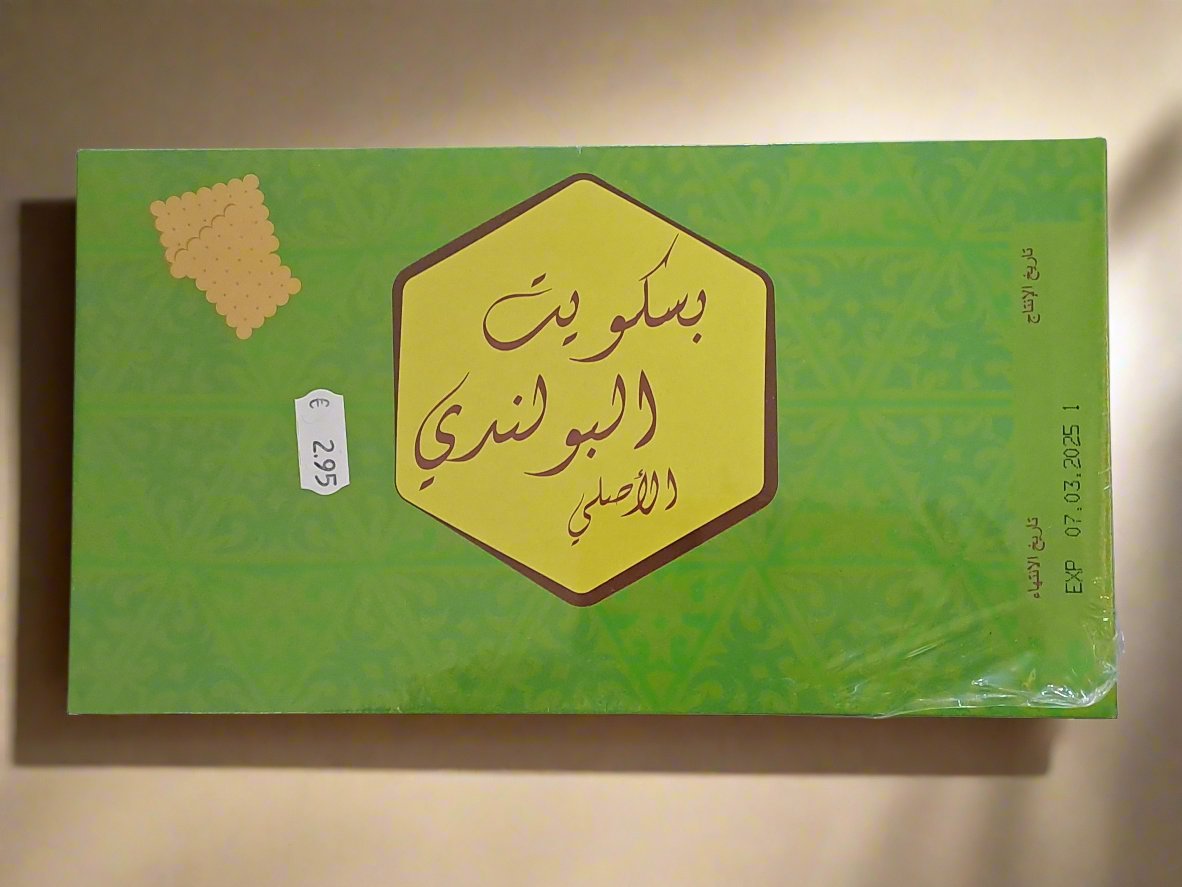 بسكويت
البولندي
الأصلي
€ 2.95
تاريخ الإنتاج
تاريخ الانتهاء
EXP 07.03.2025 1